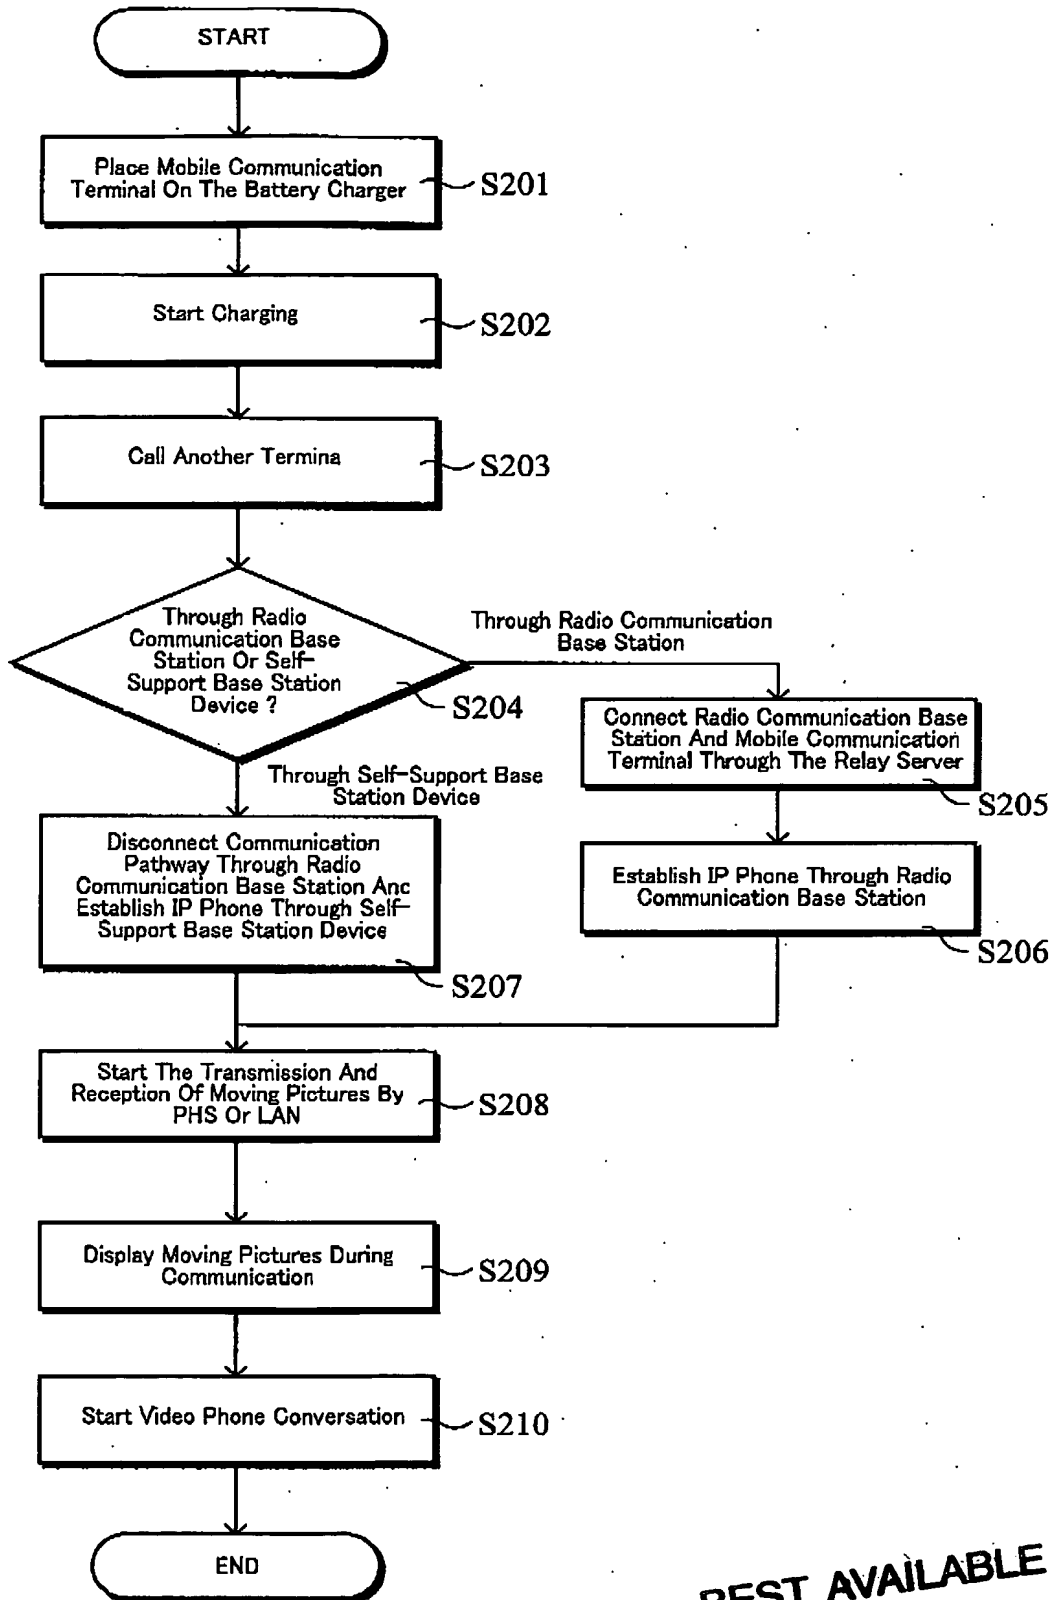 START
Place Mobile Communication
Terminal On The Battery Charger
S201
Start Charging
S202
Call Another Termina
S203
Through Radio
Communication Base
Station Or Self-
Support Base Station
Device ?
S204
Through Radio Communication
Base Station
Connect Radio Communication Base
Station And Mobile Communication
Terminal Through The Relay Server
S205
Through Self-Support Base
Station Device
Disconnect Communication
Pathway Through Radio
Communication Base Station Anc
Establish IP Phone Through Self-
Support Base Station Device
S207
Establish IP Phone Through Radio
Communication Base Station
S206
Start The Transmission And
Reception Of Moving Pictures By
PHS Or LAN
S208
Display Moving Pictures During
Communication
S209
Start Video Phone Conversation
S210
END
BEST AVAILABLE